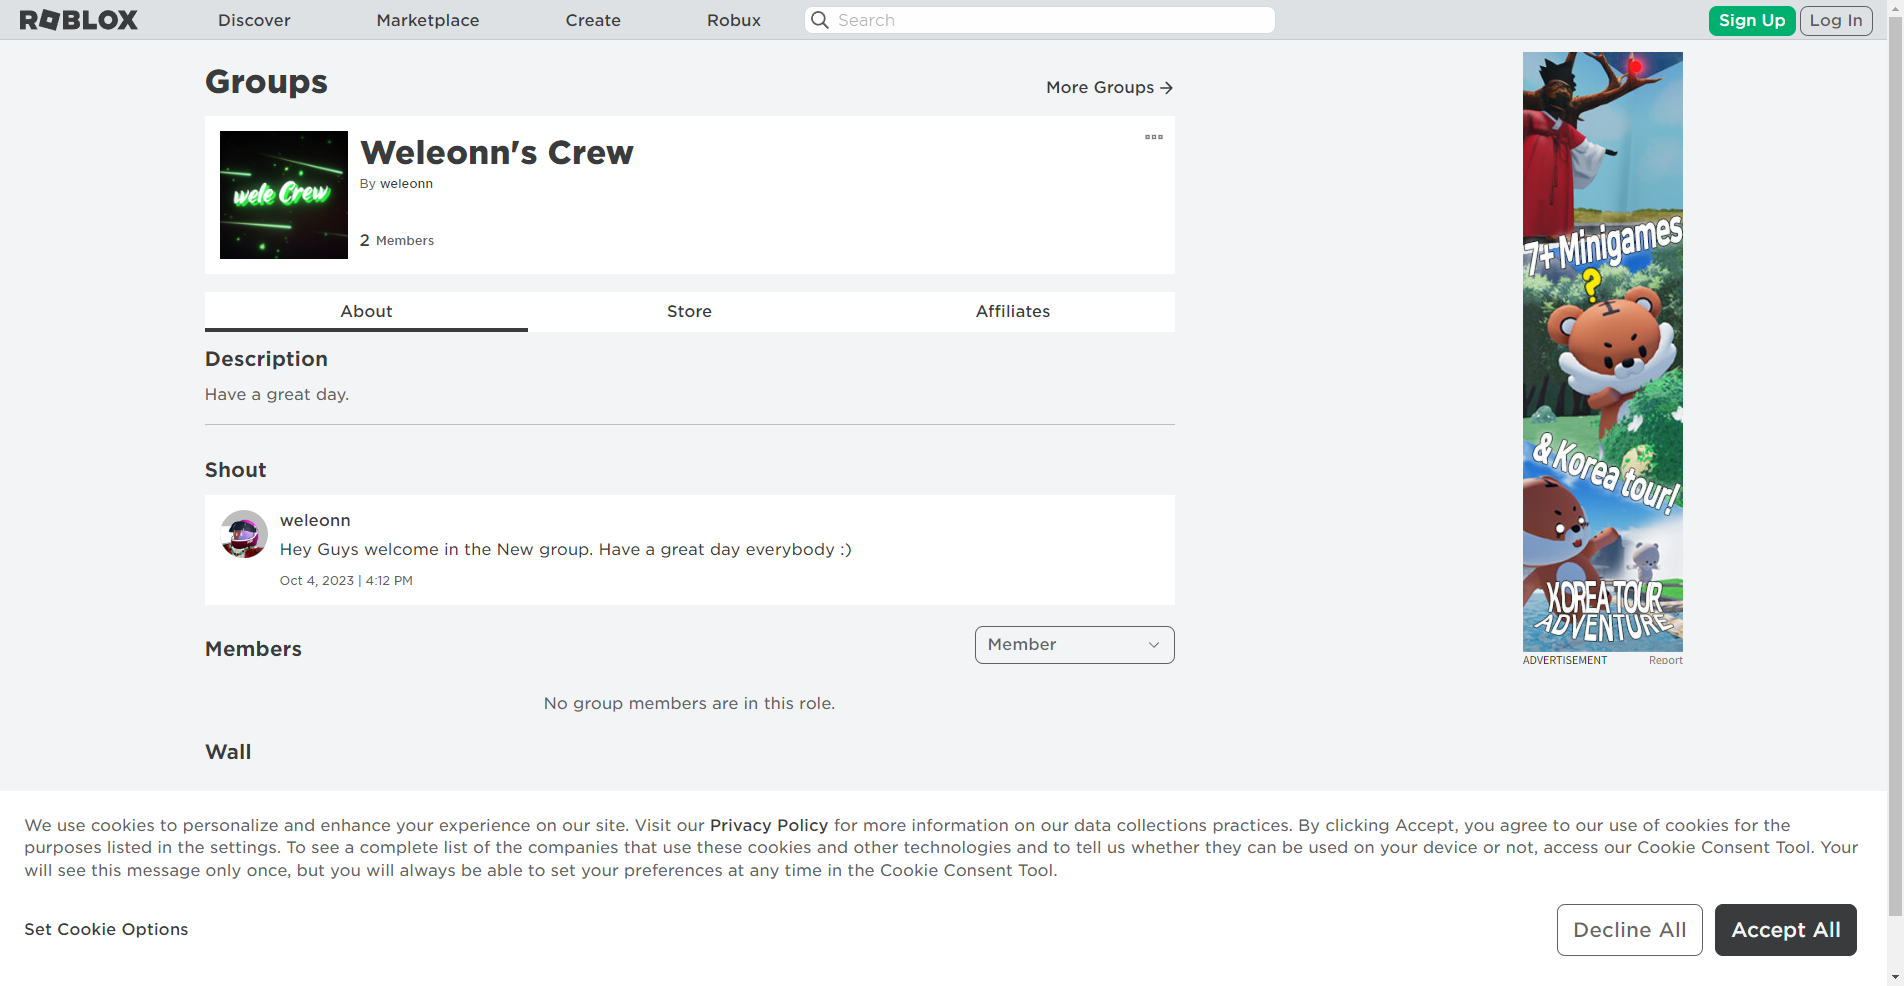 ROBLOX
Discover
Marketplace
Create
Robux
Search
Sign Up
Log In
Groups
More Groups
wele Crew
Weleonn's Crew
By weleonn
2 Members
About
Store
Affiliates
Description
Have a great day.
Shout
weleonn
Hey Guys welcome in the New group. Have a great day everybody :)
Oct 4, 2023 | 4:12 PM
Members
Member
No group members are in this role.
Wall
7+ Minigames
?
& Korea tour!
KOREA TOUR
ADVENTURE
ADVERTISEMENT
Report
We use cookies to personalize and enhance your experience on our site. Visit our Privacy Policy for more information on our data collections practices. By clicking Accept, you agree to our use of cookies for the
purposes listed in the settings. To see a complete list of the companies that use these cookies and other technologies and to tell us whether they can be used on your device or not, access our Cookie Consent Tool. Your
will see this message only once, but you will always be able to set your preferences at any time in the Cookie Consent Tool.
Set Cookie Options
Decline All
Accept All